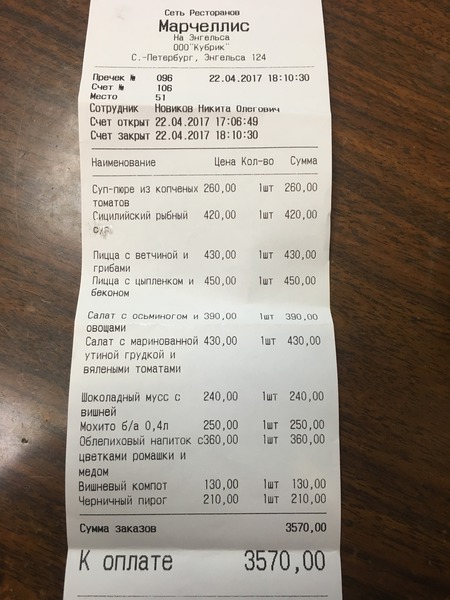 Сеть Ресторанов
Марчеллис
На Энгельса
ООО"Кубрик"
С.-Петербург, Энгельса 124
Пречек № 096 22.04.2017 18:10:30
Счет № 106
Место 51
Сотрудник Новиков Никита Олегович
Счет открыт 22.04.2017 17:06:49
Счет закрыт 22.04.2017 18:10:30
Наименование Цена Кол-во Сумма
Суп-пюре из копченых 260,00 1шт 260,00
томатов
Сицилийский рыбный 420,00 1шт 420,00
суп
Пицца с ветчиной и 430,00 1шт 430,00
грибами
Пицца с цыпленком и 450,00 1шт 450,00
беконом
Салат с осьминогом и 390,00 1шт 390,00
овощами
Салат с маринованной 430,00 1шт 430,00
утиной грудкой и
вялеными томатами
Шоколадный мусс с 240,00 1шт 240,00
вишней
Мохито б/а 0,4л 250,00 1шт 250,00
Облепиховый напиток с360,00 1шт 360,00
цветками ромашки и
медом
Вишневый компот 130,00 1шт 130,00
Черничный пирог 210,00 1шт 210,00
Сумма заказов 3570,00
К оплате 3570,00